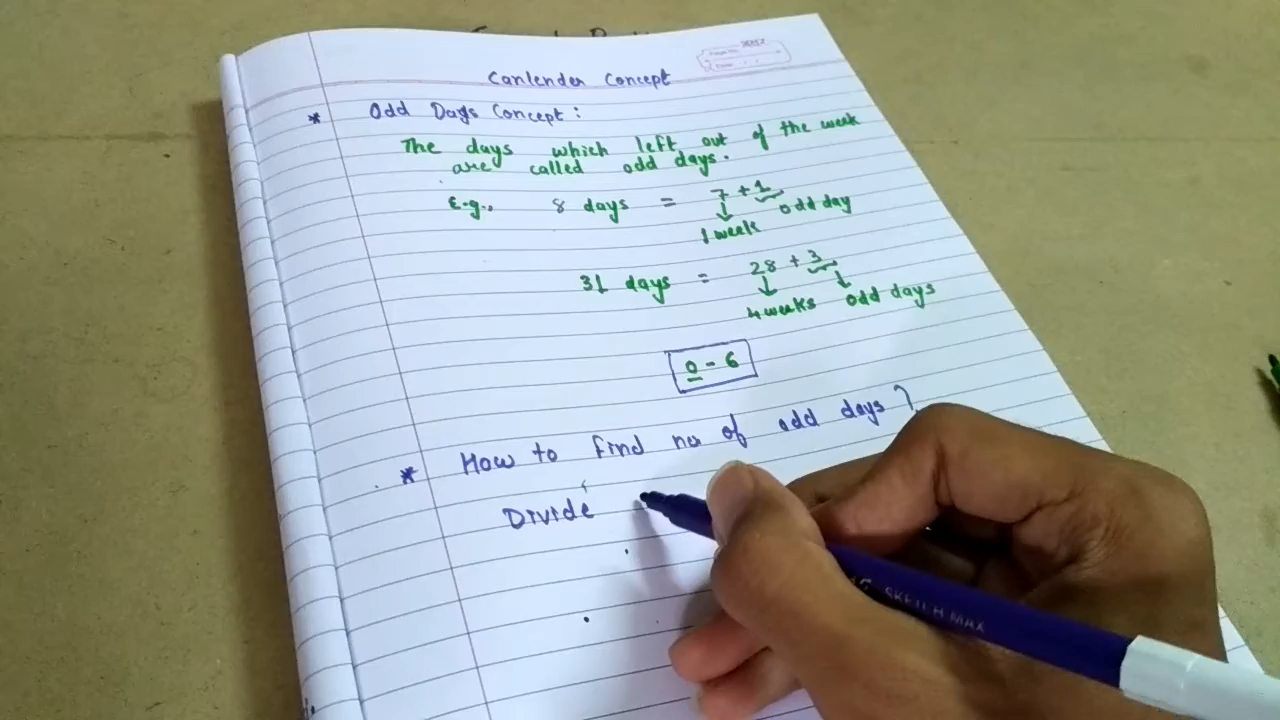 Canlender Concept
* Odd Days Concept:
The days which left out of the week
are called odd days.
E.g., 8 days = 7 + 1
1 week odd day
31 days = 28 + 3
4 weeks odd days
0 - 6
* How to find no of odd days?
Divide
SKETCH MAX